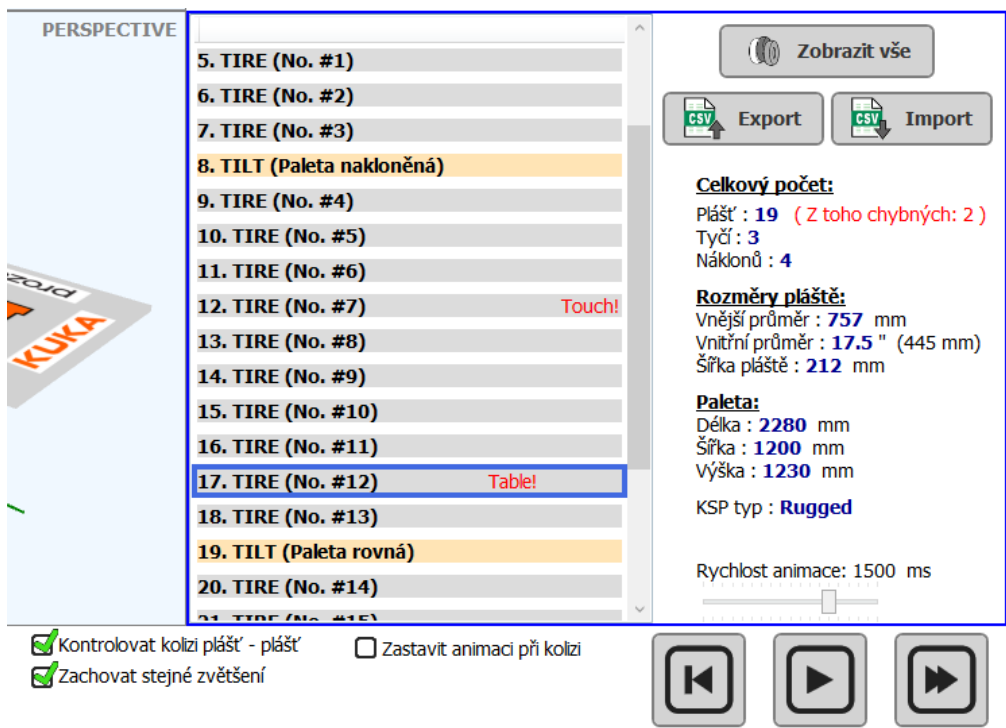 PERSPECTIVE
proz
KUKA
5. TIRE (No. #1)
6. TIRE (No. #2)
7. TIRE (No. #3)
8. TILT (Paleta nakloněná)
9. TIRE (No. #4)
10. TIRE (No. #5)
11. TIRE (No. #6)
12. TIRE (No. #7) Touch!
13. TIRE (No. #8)
14. TIRE (No. #9)
15. TIRE (No. #10)
16. TIRE (No. #11)
17. TIRE (No. #12) Table!
18. TIRE (No. #13)
19. TILT (Paleta rovná)
20. TIRE (No. #14)
21. TIRE (No. #15)
Zobrazit vše
CSV Export
CSV Import
Celkový počet:
Plášť : 19 ( Z toho chybných: 2 )
Tyčí : 3
Náklonů : 4
Rozměry pláště:
Vnější průměr : 757 mm
Vnitřní průměr : 17.5 " (445 mm)
Šířka pláště : 212 mm
Paleta:
Délka : 2280 mm
Šířka : 1200 mm
Výška : 1230 mm
KSP typ : Rugged
Rychlost animace: 1500 ms
Kontrolovat kolizi plášť - plášť
Zastavit animaci při kolizi
Zachovat stejné zvětšení